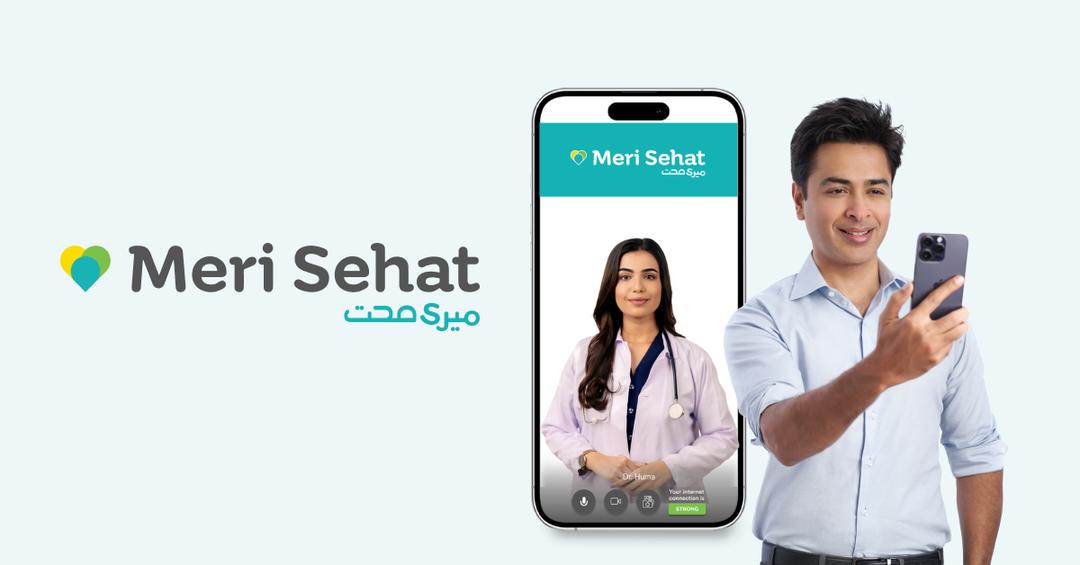 Meri Sehat
میری صحت
Meri Sehat
میری صحت
Dr. Huma
Your internet
connection is
STRONG